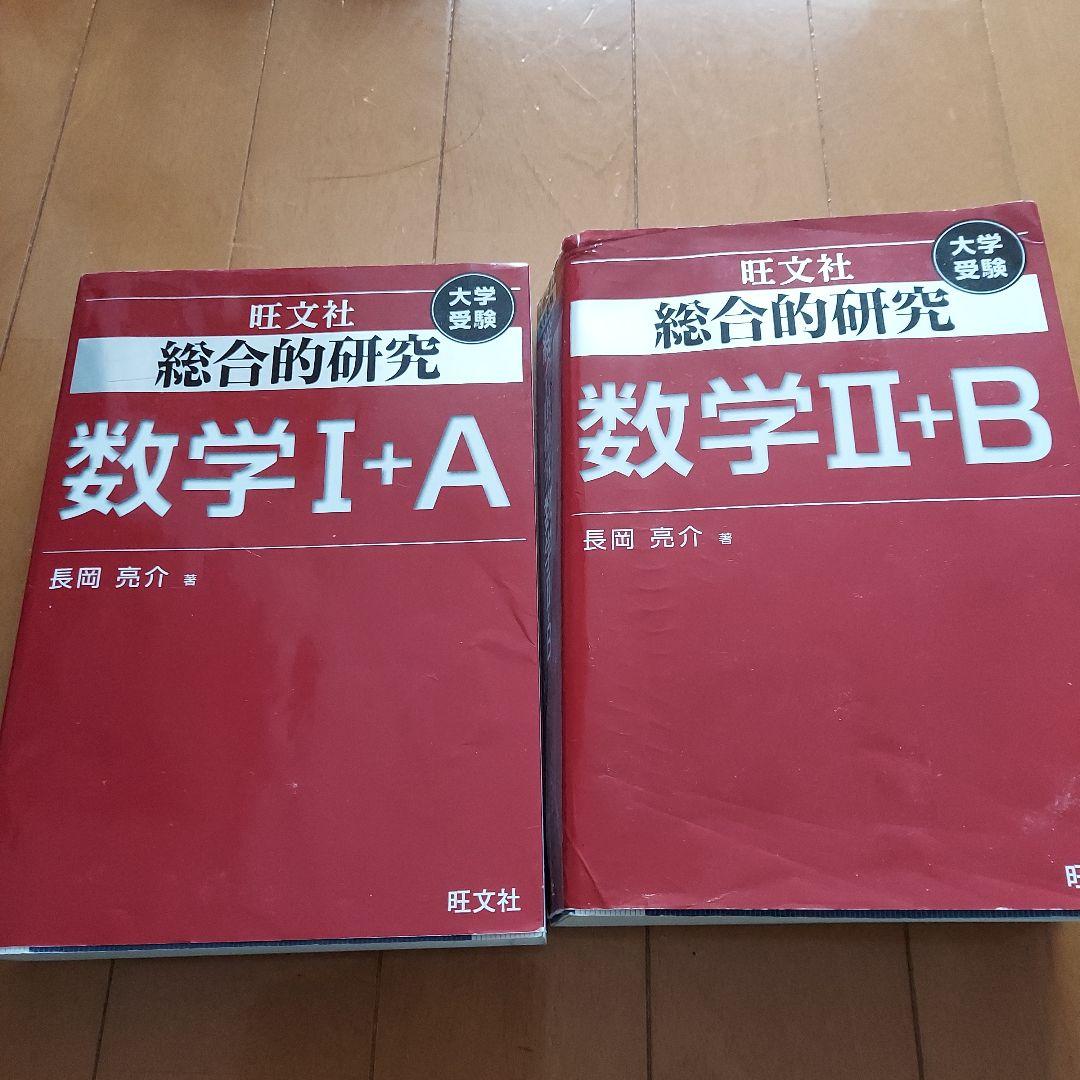 大学
受験
旺文社
総合的研究
数学I+A
長岡 亮介 著
旺文社
大学
受験
旺文社
総合的研究
数学II+B
長岡 亮介 著
旺